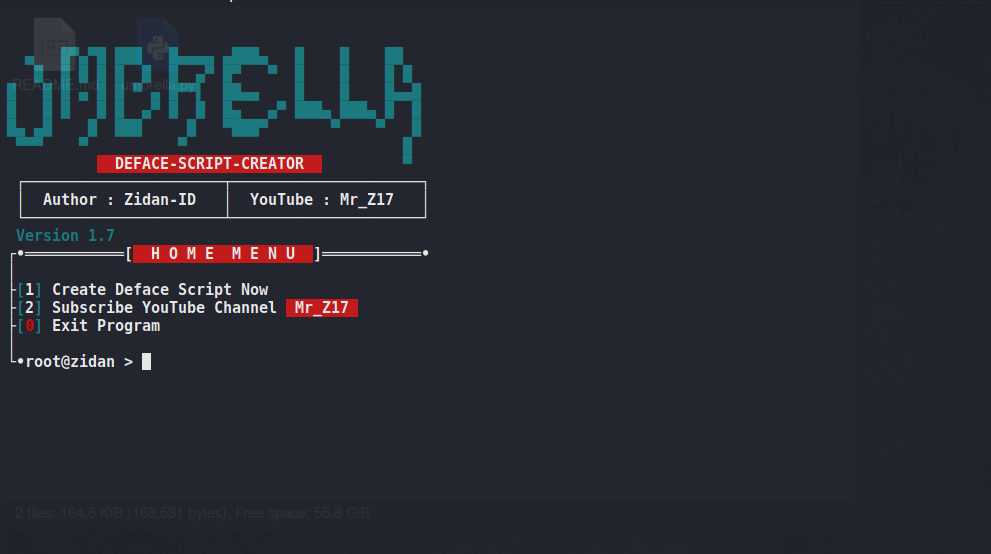 README.md umbrella.py
UMBRELLA
DEFACE-SCRIPT-CREATOR
Author : Zidan-ID YouTube : Mr_Z17
Version 1.7
[ H O M E  M E N U ]
[1] Create Deface Script Now
[2] Subscribe YouTube Channel Mr_Z17
[0] Exit Program
•root@zidan >
2 files: 164.6 KiB (168,531 bytes), Free space: 55.8 GiB